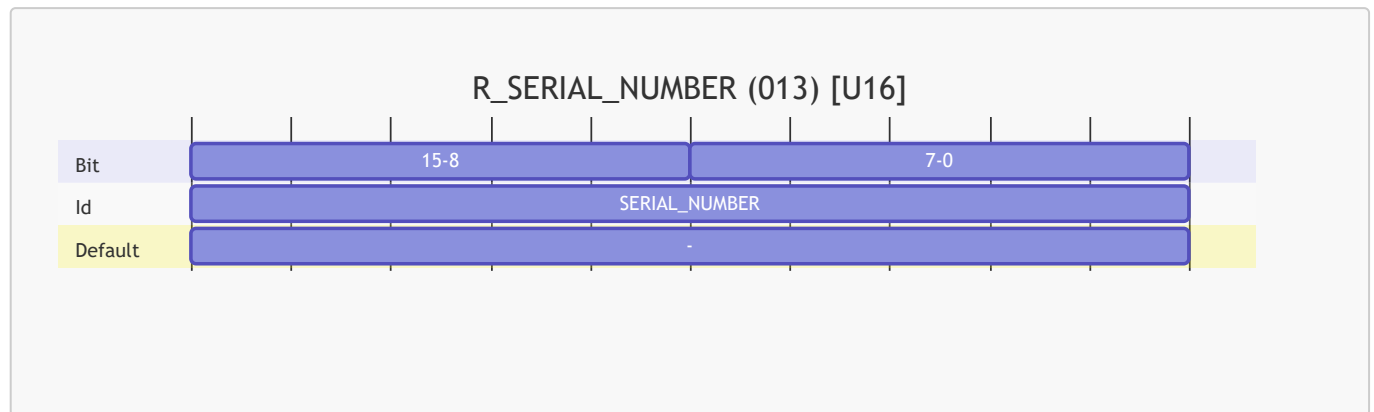 R_SERIAL_NUMBER (013) [U16]
Bit 15-8 7-0
Id SERIAL_NUMBER
Default -